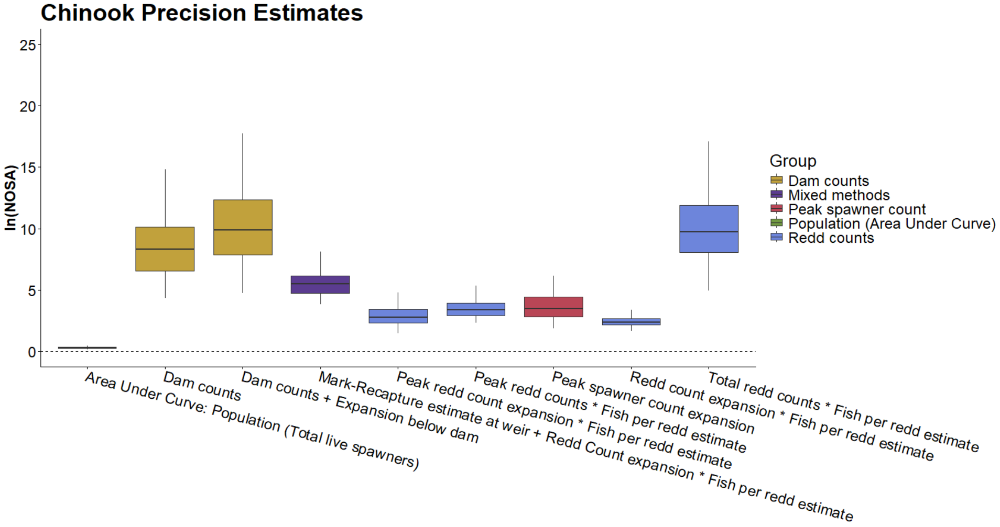 Chinook Precision Estimates
ln(NOSA)
25
20
15
10
5
0
Area Under Curve: Population (Total live spawners)
Dam counts
Dam counts + Expansion below dam
Mark-Recapture estimate at weir + Redd Count expansion * Fish per redd estimate
Peak redd count expansion * Fish per redd estimate
Peak redd counts * Fish per redd estimate
Peak spawner count expansion
Redd count expansion * Fish per redd estimate
Total redd counts * Fish per redd estimate
Group
Dam counts
Mixed methods
Peak spawner count
Population (Area Under Curve)
Redd counts